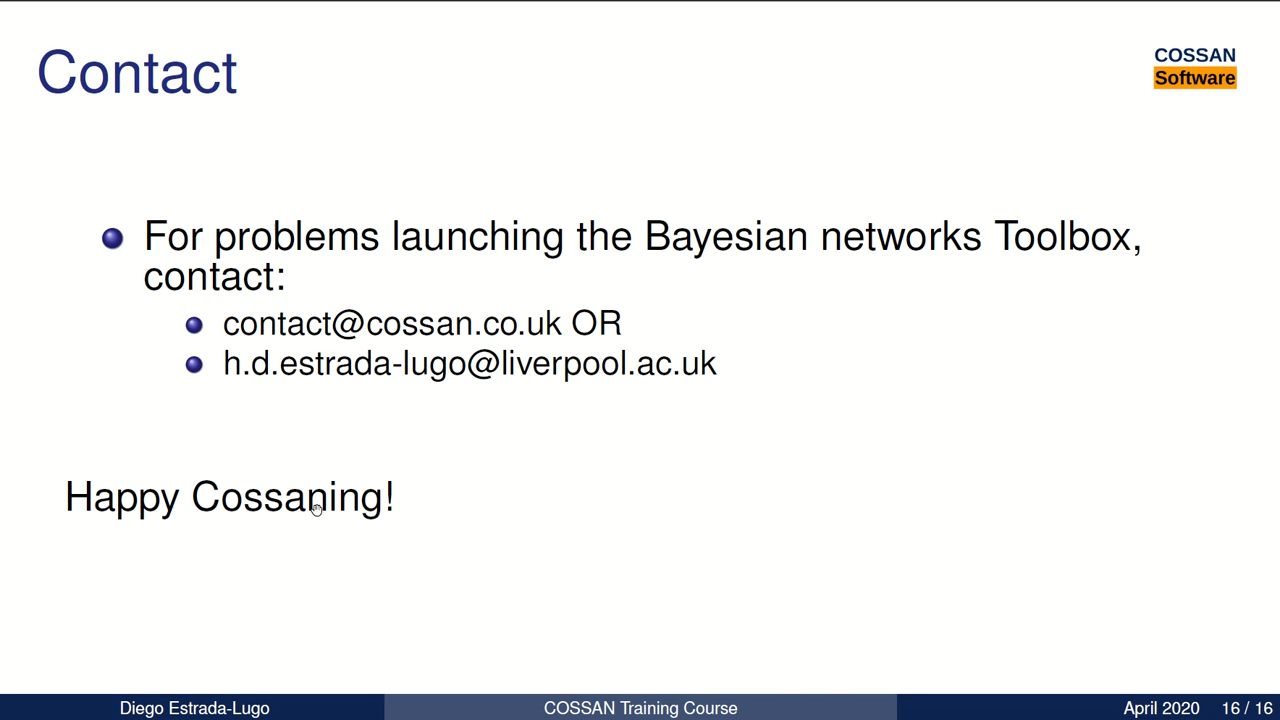 Contact
COSSAN
Software
For problems launching the Bayesian networks Toolbox,
contact:
contact@cossan.co.uk OR
h.d.estrada-lugo@liverpool.ac.uk
Happy Cossaning!
Diego Estrada-Lugo
COSSAN Training Course
April 2020 16 / 16